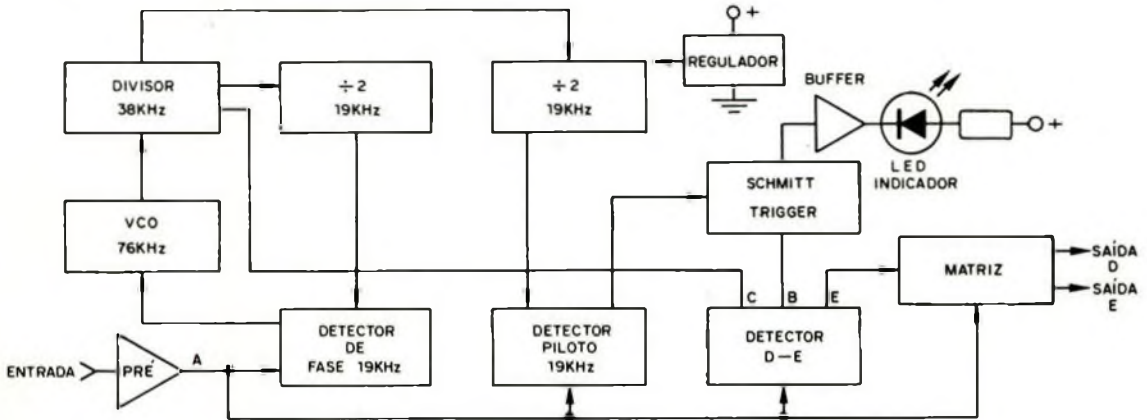 DIVISOR
38KHz
÷2
19KHz
÷2
19KHz
+
REGULADOR
BUFFER
+
LED
INDICADOR
SCHMITT
TRIGGER
VCO
76KHz
MATRIZ
SAÍDA
D
SAÍDA
E
C
B
E
DETECTOR
DE
FASE 19KHz
DETECTOR
PILOTO
19KHz
DETECTOR
D-E
ENTRADA
PRÉ
A